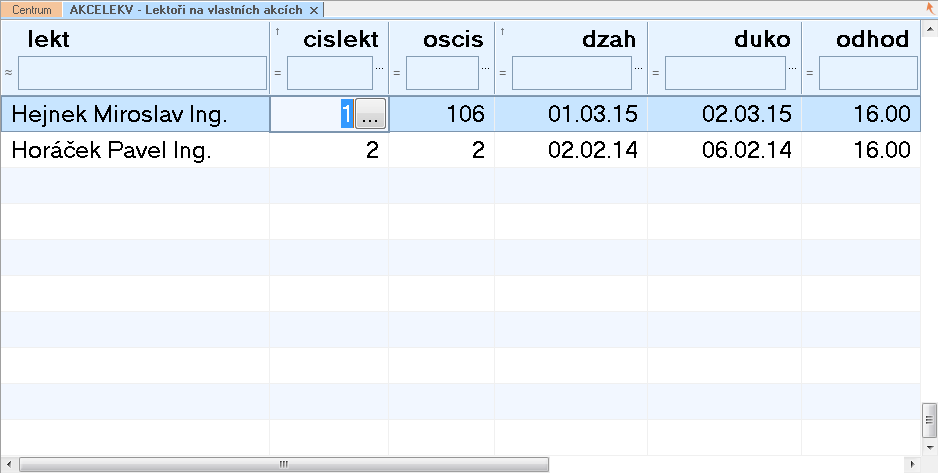 Centrum AKCELEKV - Lektoři na vlastních akcích ×
lekt cislekt oscis dzah duko odhod
≈ = ... = ... = ... = ... =
Hejnek Miroslav Ing. 1 ... 106 01.03.15 02.03.15 16.00
Horáček Pavel Ing. 2 2 02.02.14 06.02.14 16.00